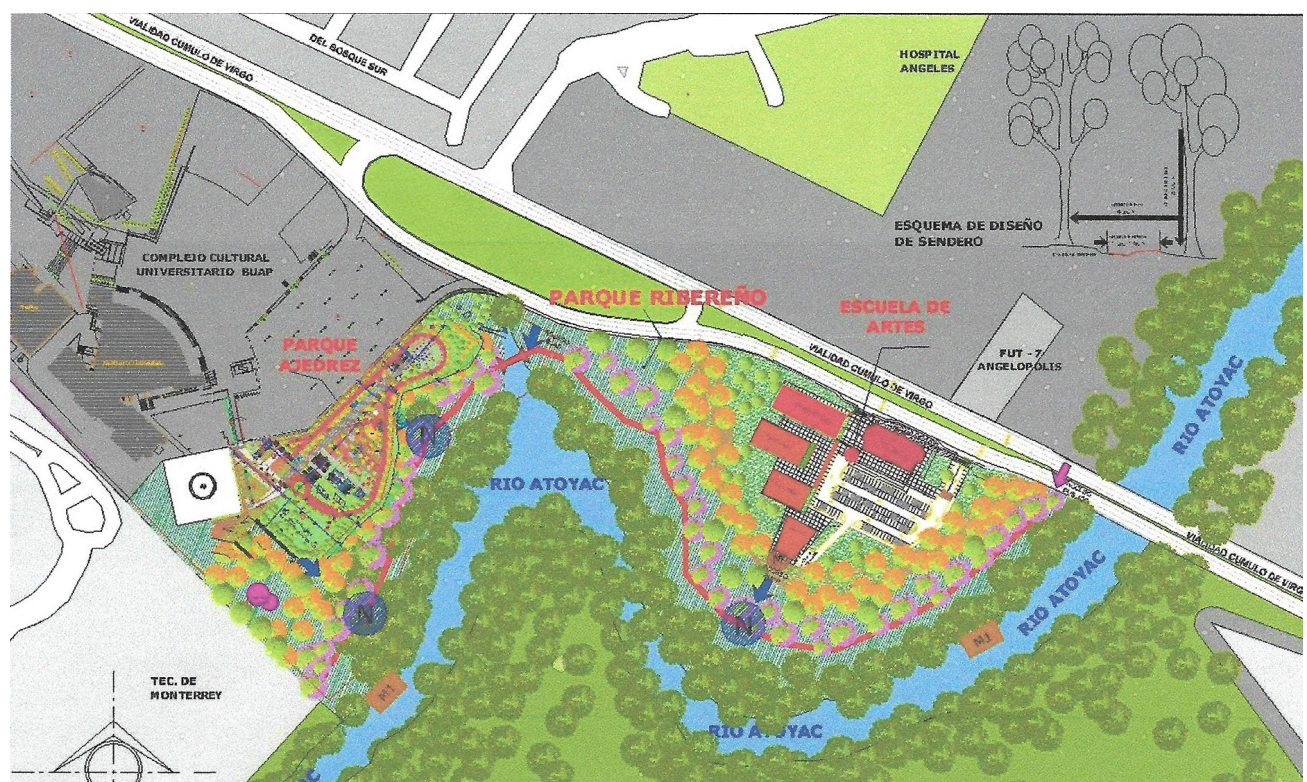 VIALIDAD CUMULO DE VIRGO
DEL BOSQUE SUR
HOSPITAL
ANGELES
ESQUEMA DE DISEÑO
DE SENDERO
COMPLEJO CULTURAL
UNIVERSITARIO BUAP
PARQUE RIBEREÑO
ESCUELA DE
ARTES
PARQUE
AJEDREZ
FUT - 7
ANGELOPOLIS
VIALIDAD CUMULO DE VIRGO
RIO ATOYAC
N
RIO ATOYAC
VIALIDAD CUMULO DE VIRGO
N
N
RIO ATOYAC
M1
TEC. DE
MONTERREY
M1
RIO ATOYAC